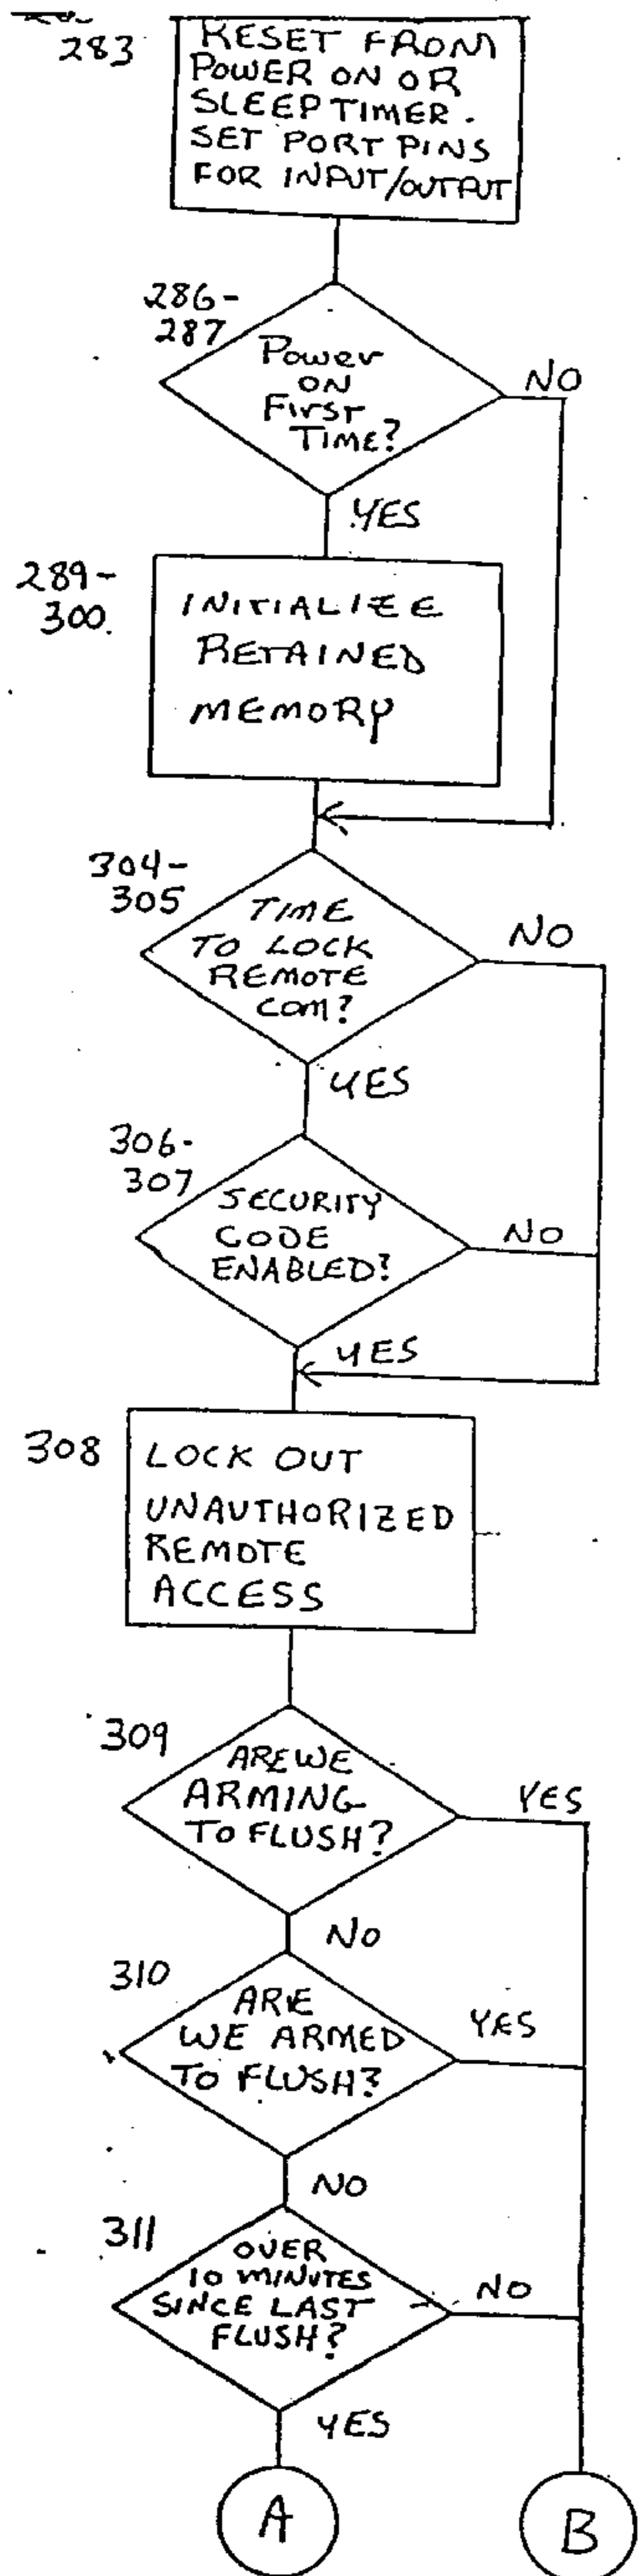 283
RESET FROM
POWER ON OR
SLEEP TIMER.
SET PORT PINS
FOR INPUT/OUTPUT
286-
287
Power
ON
First
TIME?
NO
YES
289-
300.
INITIALIZE
RETAINED
MEMORY
304-
305
TIME
TO LOCK
REMOTE
COM?
NO
YES
306-
307
SECURITY
CODE
ENABLED?
NO
YES
308
LOCK OUT
UNAUTHORIZED
REMOTE
ACCESS
309
ARE WE
ARMING
TO FLUSH?
YES
NO
310
ARE
WE ARMED
TO FLUSH?
YES
NO
311
OVER
10 MINUTES
SINCE LAST
FLUSH?
NO
YES
A
B